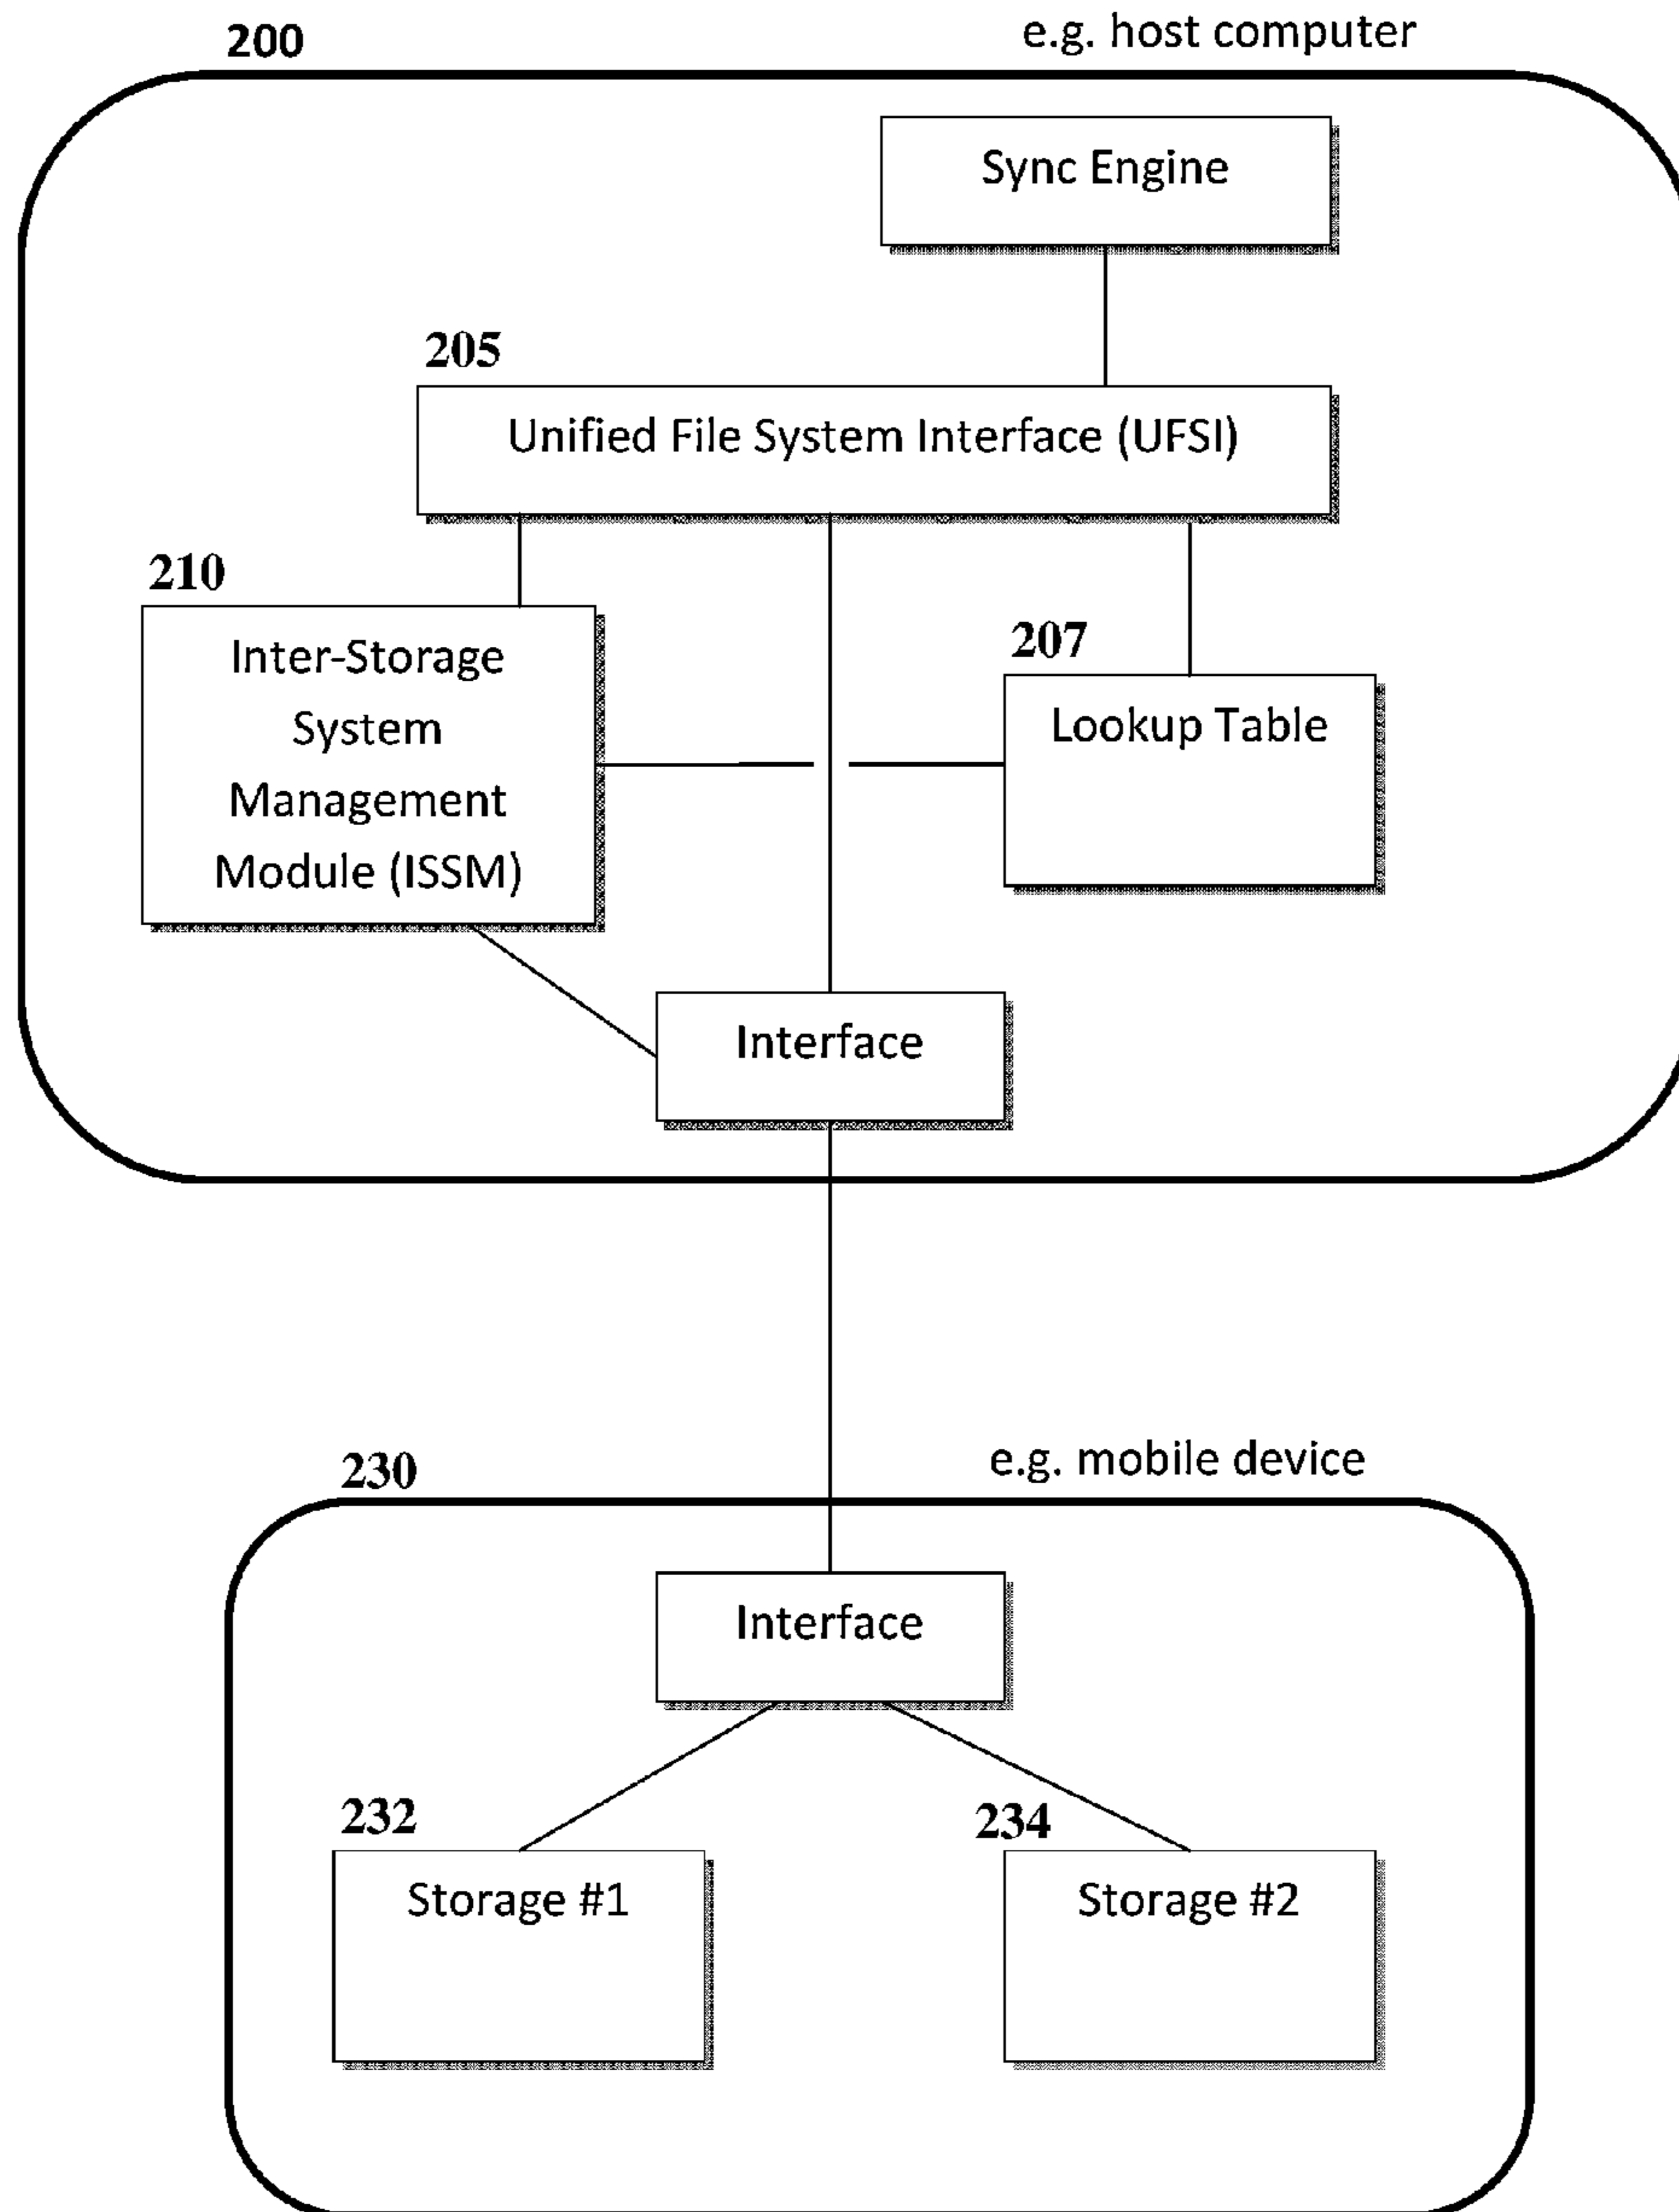 200
e.g. host computer
Sync Engine
205
Unified File System Interface (UFSI)
210
Inter-Storage
System
Management
Module (ISSM)
207
Lookup Table
Interface
230
e.g. mobile device
Interface
232
Storage #1
234
Storage #2